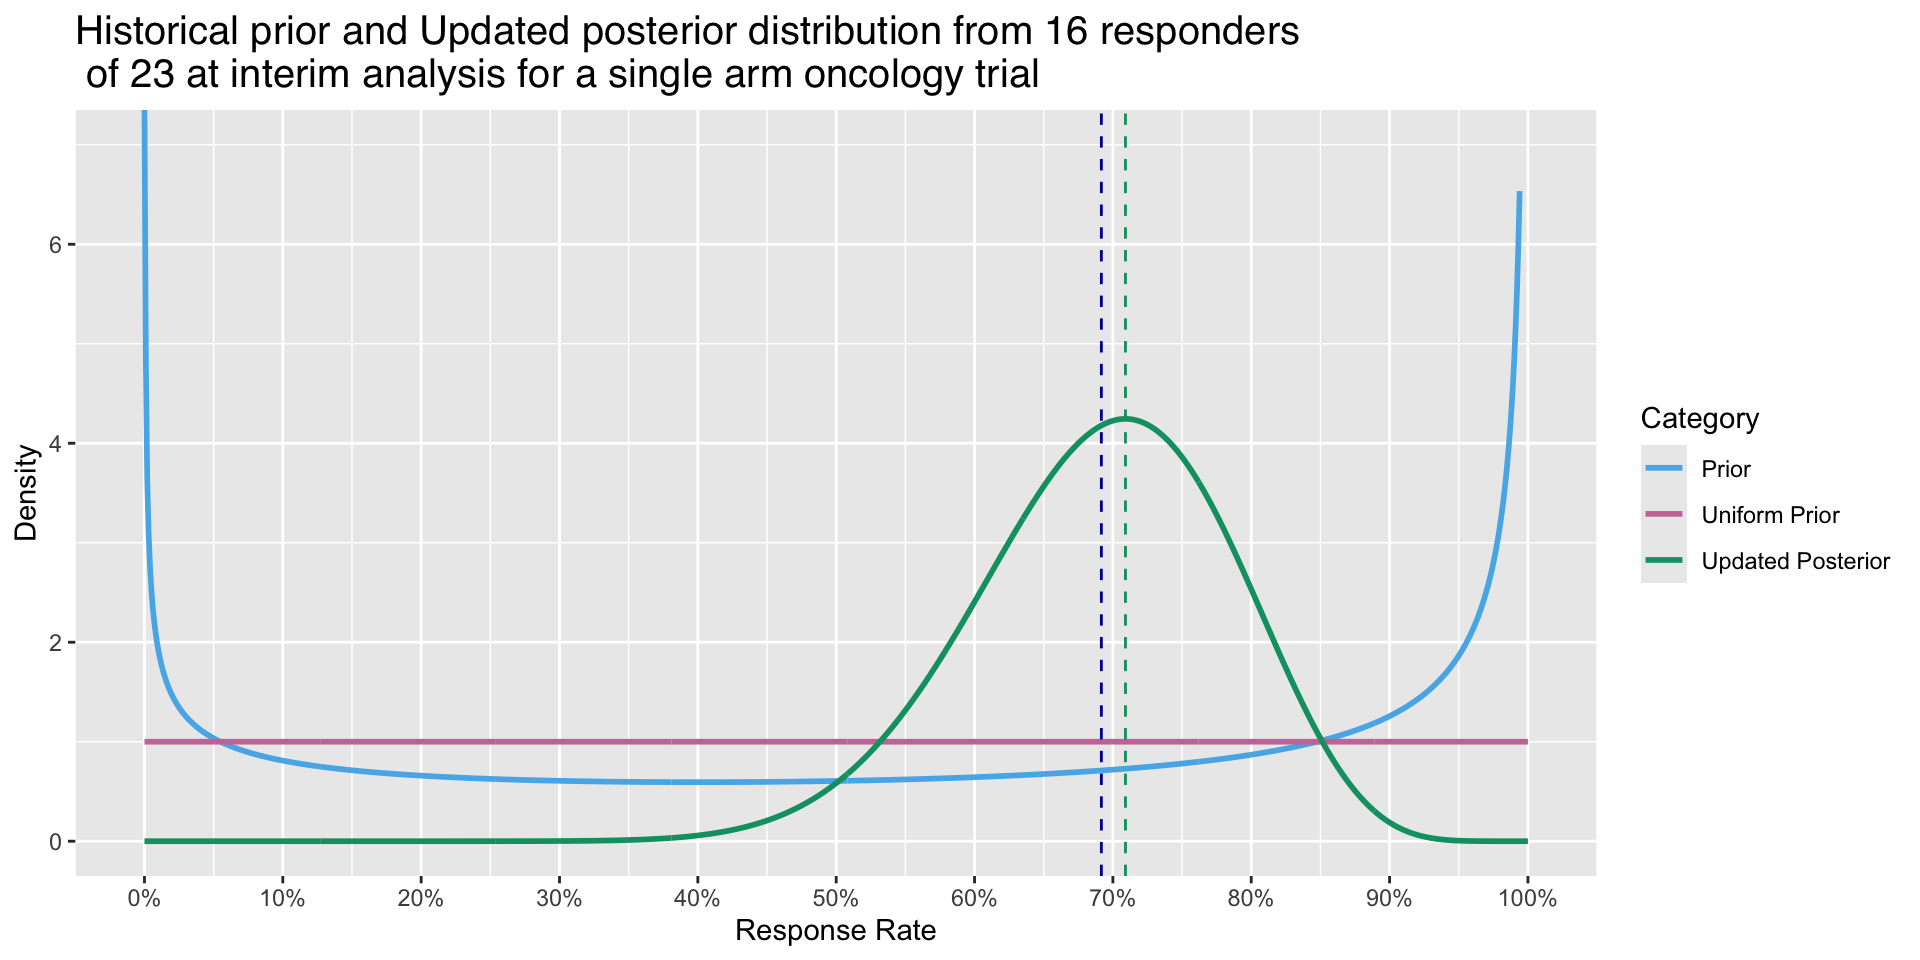 Historical prior and Updated posterior distribution from 16 responders
of 23 at interim analysis for a single arm oncology trial
Density
6
4
2
0
0%
10%
20%
30%
40%
50%
60%
70%
80%
90%
100%
Response Rate
Category
Prior
Uniform Prior
Updated Posterior